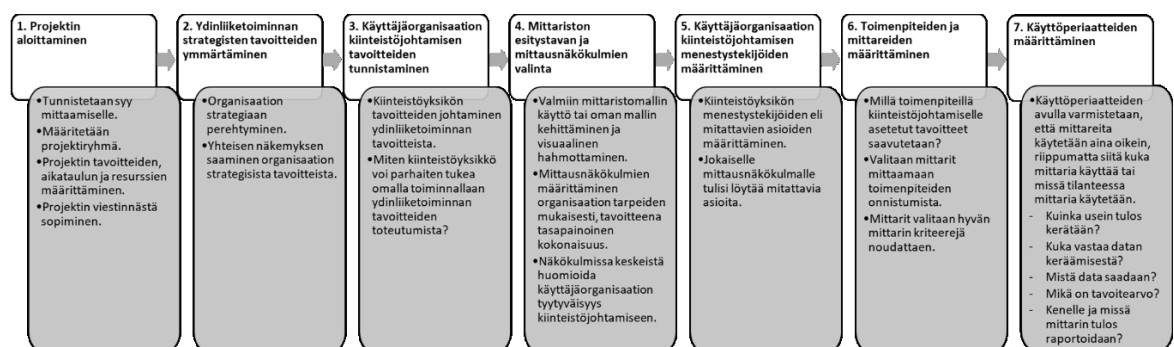 1. Projektin
aloittaminen
•Tunnistetaan syy
mittaamiselle.
•Määritetään
projektiryhmä.
•Projektin tavoitteiden,
aikataulun ja resurssien
määrittäminen.
•Projektin viestinnästä
sopiminen.
2. Ydinliiketoiminnan
strategisten tavoitteiden
ymmärtäminen
•Organisaation
strategiaan
perehtyminen.
•Yhteisen näkemyksen
saaminen organisaation
strategisista tavoitteista.
3. Käyttäjäorganisaation
kiinteistöjohtamisen
tavoitteiden
tunnistaminen
•Kiinteistöyksikön
tavoitteiden johtaminen
ydinliiketoiminnan
tavoitteista.
•Miten kiinteistöyksikkö
voi parhaiten tukea
omalla toiminnallaan
ydinliiketoiminnan
tavoitteiden
toteutumista?
4. Mittariston
esitystavan ja
mittausnäkökulmien
valinta
•Valmiin mittaristomallin
käyttö tai oman mallin
kehittäminen ja
visuaalinen
hahmottaminen.
•Mittausnäkökulmien
määrittäminen
organisaation tarpeiden
mukaisesti, tavoitteena
tasapainoinen
kokonaisuus.
•Näkökulmissa keskeistä
huomioida
käyttäjäorganisaation
tyytyväisyys
kiinteistöjohtamiseen.
5. Käyttäjäorganisaation
kiinteistöjohtamisen
menestystekijöiden
määrittäminen
•Kiinteistöyksikön
menestystekijöiden eli
mitattavien asioiden
määrittäminen.
•Jokaiselle
mittausnäkökulmalle
tulisi löytää mitattavia
asioita.
6. Toimenpiteiden ja
mittareiden
määrittäminen
•Millä toimenpiteillä
kiinteistöjohtamiselle
asetetut tavoitteet
saavutetaan?
•Valitaan mittarit
mittaamaan
toimenpiteiden
onnistumista.
•Mittarit valitaan hyvän
mittarin kriteerejä
noudattaen.
7. Käyttöperiaatteiden
määrittäminen
•Käyttöperiaatteiden
avulla varmistetaan,
että mittareita
käytetään aina oikein,
riippumatta siitä kuka
mittaria käyttää tai
missä tilanteessa
mittaria käytetään.
- Kuinka usein tulos
kerätään?
- Kuka vastaa datan
keräämisestä?
- Mistä data saadaan?
- Mikä on tavoitearvo?
- Kenelle ja missä
mittarin tulos
raportoidaan?